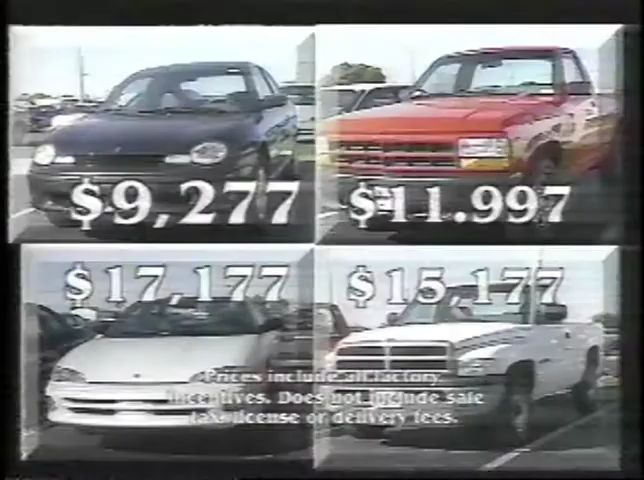 $9,277
$11.997
$17,177
$15,177
Prices include all factory
incentives. Does not include sale
tax, license or delivery fees.